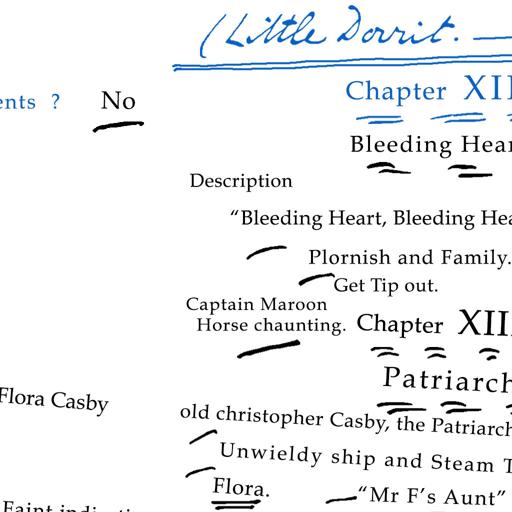 (Little Dorrit. —
Chapter XII
ents ? No
Bleeding Hear
Description
“Bleeding Heart, Bleeding Hea
Plornish and Family.
Get Tip out.
Captain Maroon
Horse chaunting.
Chapter XIII
Patriarch
Flora Casby
old christopher Casby, the Patriarch
Unwieldy ship and Steam T
Flora.
— “Mr F's Aunt”
Faint indicati